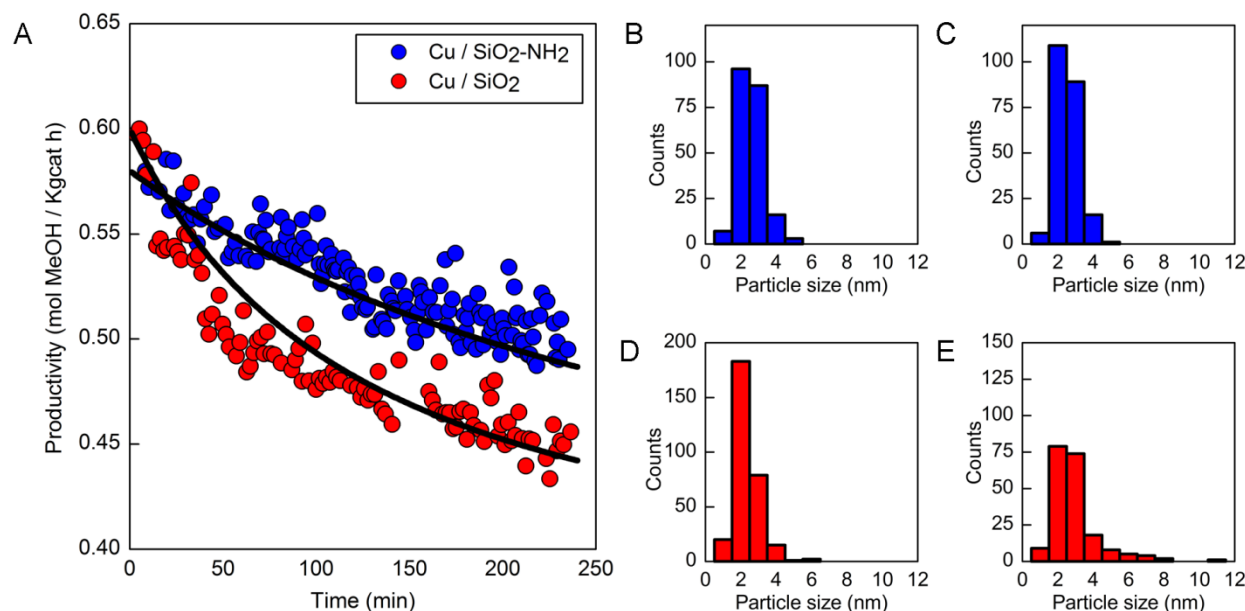 A
Productivity (mol MeOH / Kgcat h)
0.65
0.60
0.55
0.50
0.45
0.40
Cu / SiO2-NH2
Cu / SiO2
0 50 100 150 200 250
Time (min)
B
Counts
100
75
50
25
0
0 2 4 6 8 10 12
Particle size (nm)
C
Counts
100
75
50
25
0
0 2 4 6 8 10 12
Particle size (nm)
D
Counts
200
150
100
50
0
0 2 4 6 8 10 12
Particle size (nm)
E
Counts
150
125
100
75
50
25
0
0 2 4 6 8 10 12
Particle size (nm)